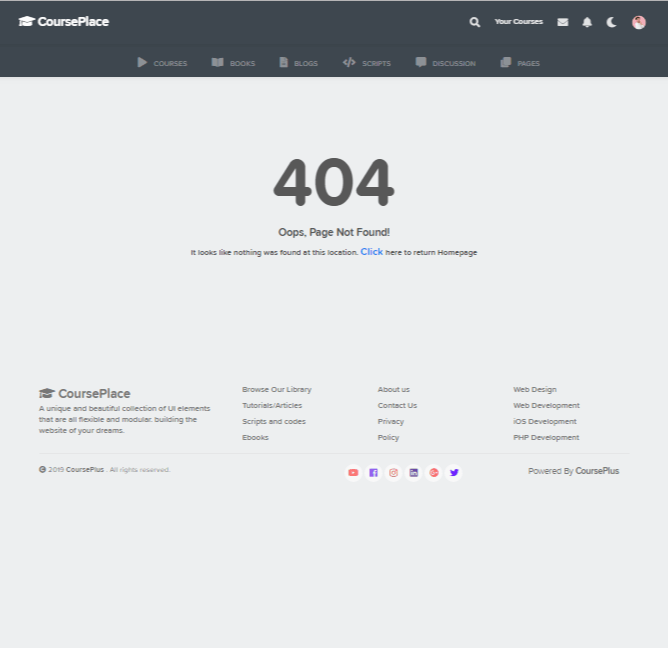 CoursePlace
Your Courses
COURSES
BOOKS
BLOGS
SCRIPTS
DISCUSSION
PAGES
404
Oops, Page Not Found!
It looks like nothing was found at this location. Click here to return Homepage
CoursePlace
A unique and beautiful collection of UI elements
that are all flexible and modular. building the
website of your dreams.
Browse Our Library
Tutorials/Articles
Scripts and codes
Ebooks
About us
Contact Us
Privacy
Policy
Web Design
Web Development
iOS Development
PHP Development
© 2019 CoursePlus . All rights reserved.
Powered By CoursePlus